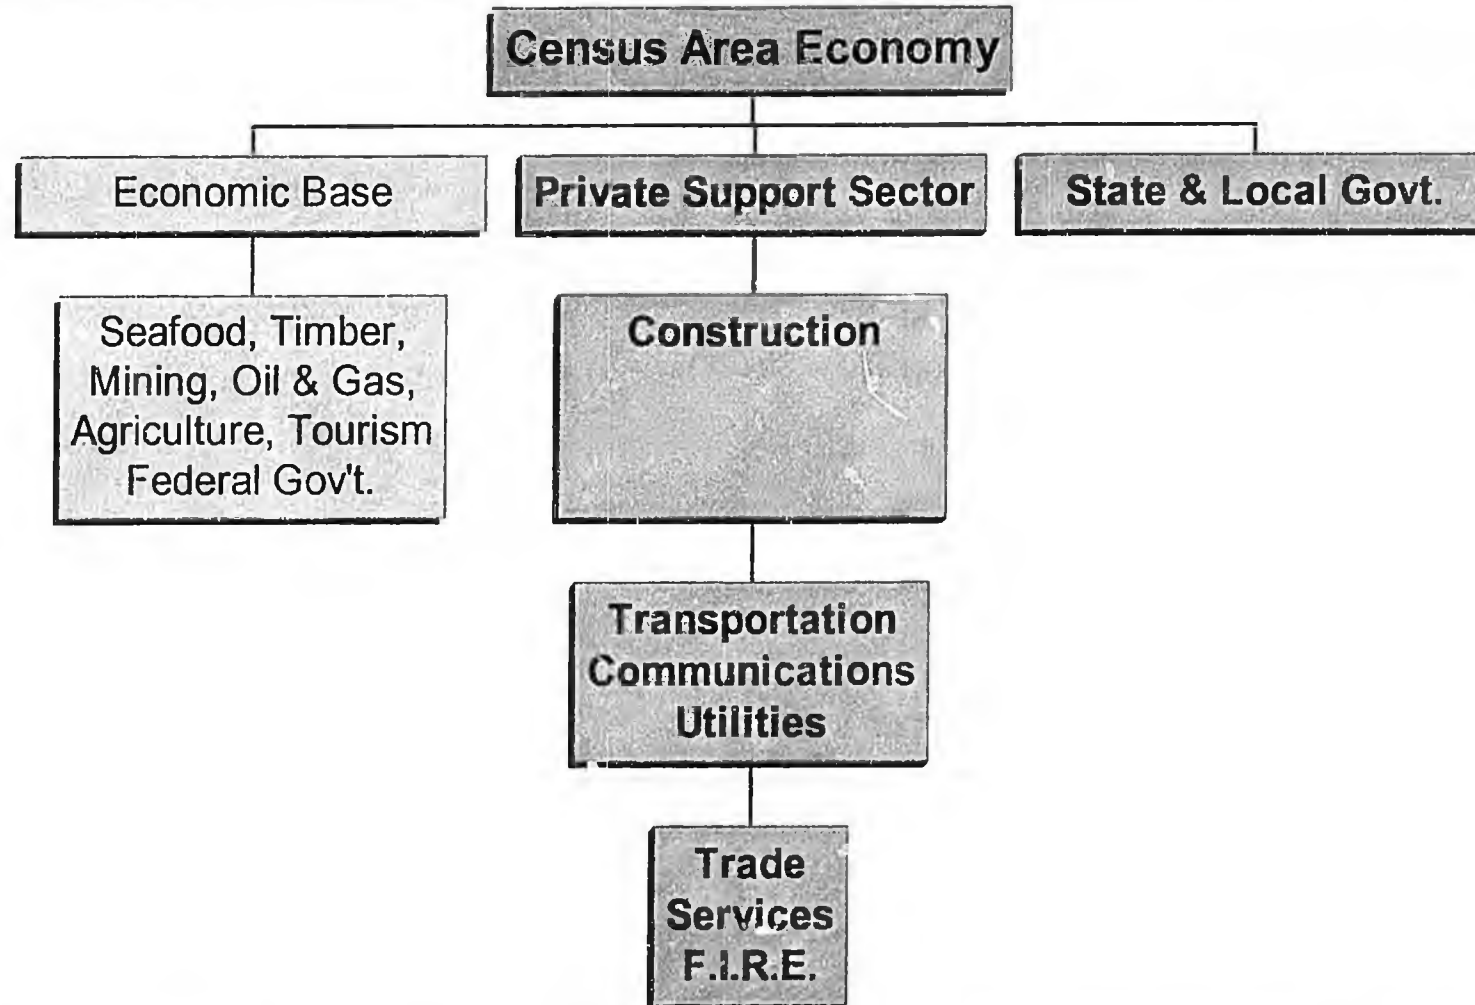 Census Area Economy
Economic Base
Private Support Sector
State & Local Govt.
Seafood, Timber,
Mining, Oil & Gas,
Agriculture, Tourism
Federal Gov't.
Construction
Transportation
Communications
Utilities
Trade
Services
F.I.R.E.